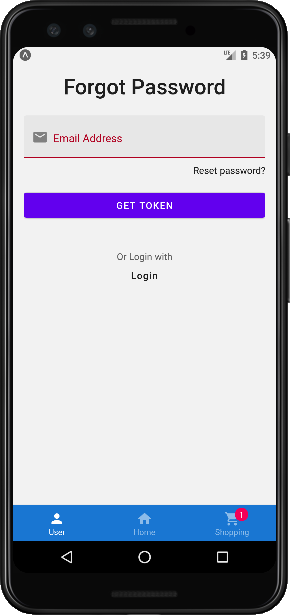 5:39
Forgot Password
Email Address
Reset password?
GET TOKEN
Or Login with
Login
1
User
Home
Shopping